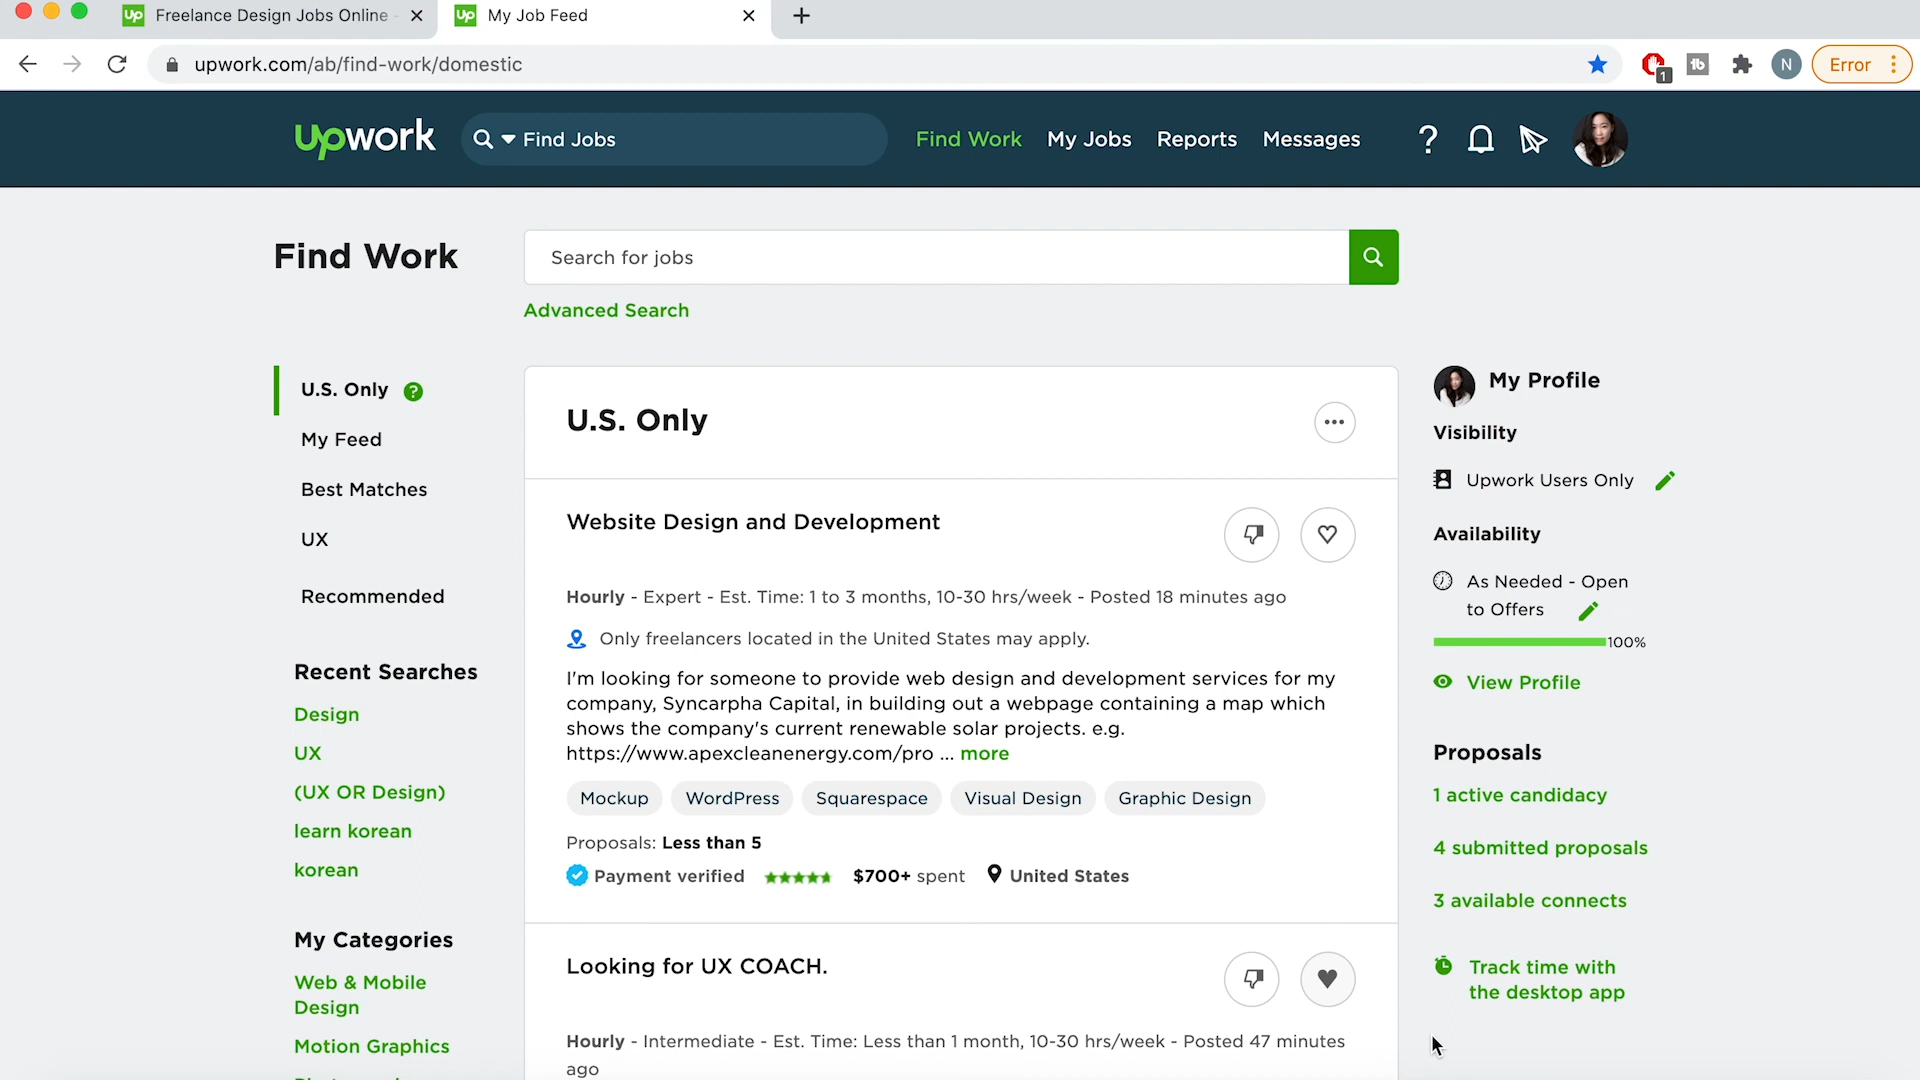 Freelance Design Jobs Online -
My Job Feed
upwork.com/ab/find-work/domestic
1
N
Error
upwork
Find Jobs
Find Work
My Jobs
Reports
Messages
Find Work
Search for jobs
Advanced Search
U.S. Only
My Feed
Best Matches
UX
Recommended
Recent Searches
Design
UX
(UX OR Design)
learn korean
korean
My Categories
Web & Mobile
Design
Motion Graphics
U.S. Only
Website Design and Development
Hourly - Expert - Est. Time: 1 to 3 months, 10-30 hrs/week - Posted 18 minutes ago
Only freelancers located in the United States may apply.
I'm looking for someone to provide web design and development services for my
company, Syncarpha Capital, in building out a webpage containing a map which
shows the company's current renewable solar projects. e.g.
https://www.apexcleanenergy.com/pro ... more
Mockup
WordPress
Squarespace
Visual Design
Graphic Design
Proposals: Less than 5
Payment verified
$700+ spent
United States
Looking for UX COACH.
Hourly - Intermediate - Est. Time: Less than 1 month, 10-30 hrs/week - Posted 47 minutes
ago
My Profile
Visibility
Upwork Users Only
Availability
As Needed - Open
to Offers
100%
View Profile
Proposals
1 active candidacy
4 submitted proposals
3 available connects
Track time with
the desktop app